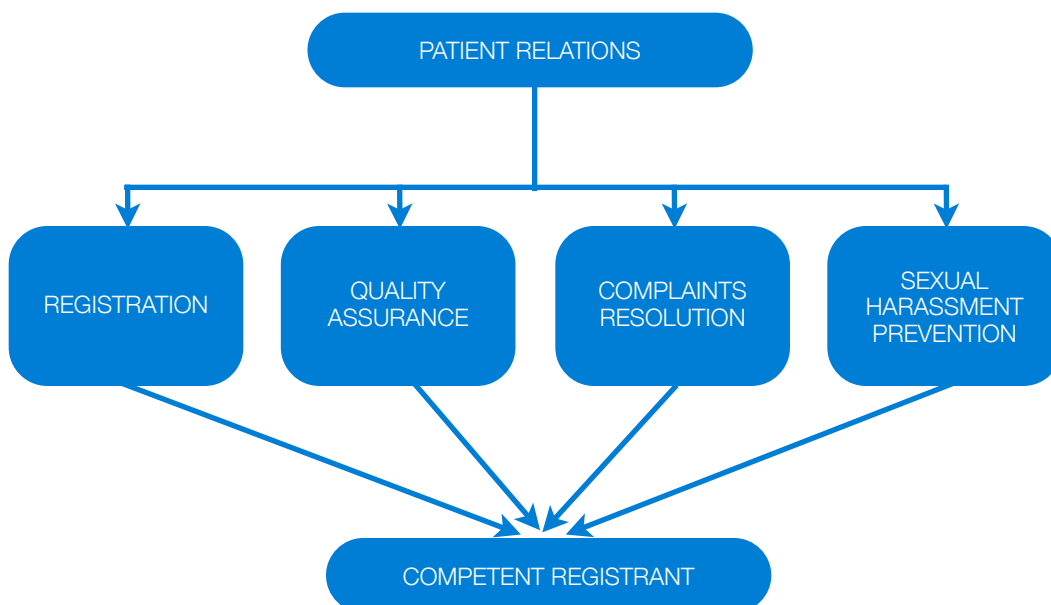 PATIENT RELATIONS
REGISTRATION
QUALITY
ASSURANCE
COMPLAINTS
RESOLUTION
SEXUAL
HARASSMENT
PREVENTION
COMPETENT REGISTRANT